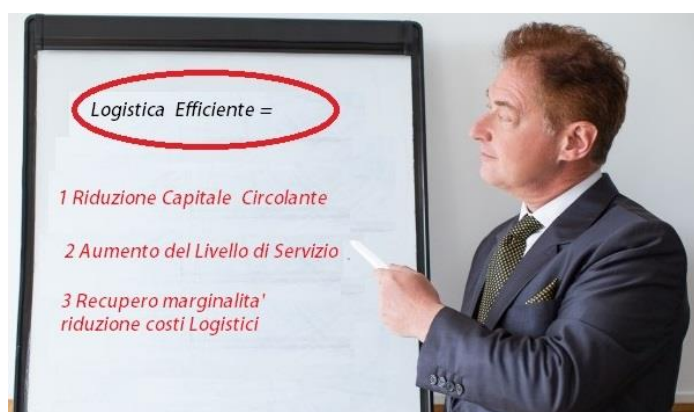 Logistica Efficiente =
1 Riduzione Capitale Circolante
2 Aumento del Livello di Servizio
3 Recupero marginalita'
riduzione costi Logistici